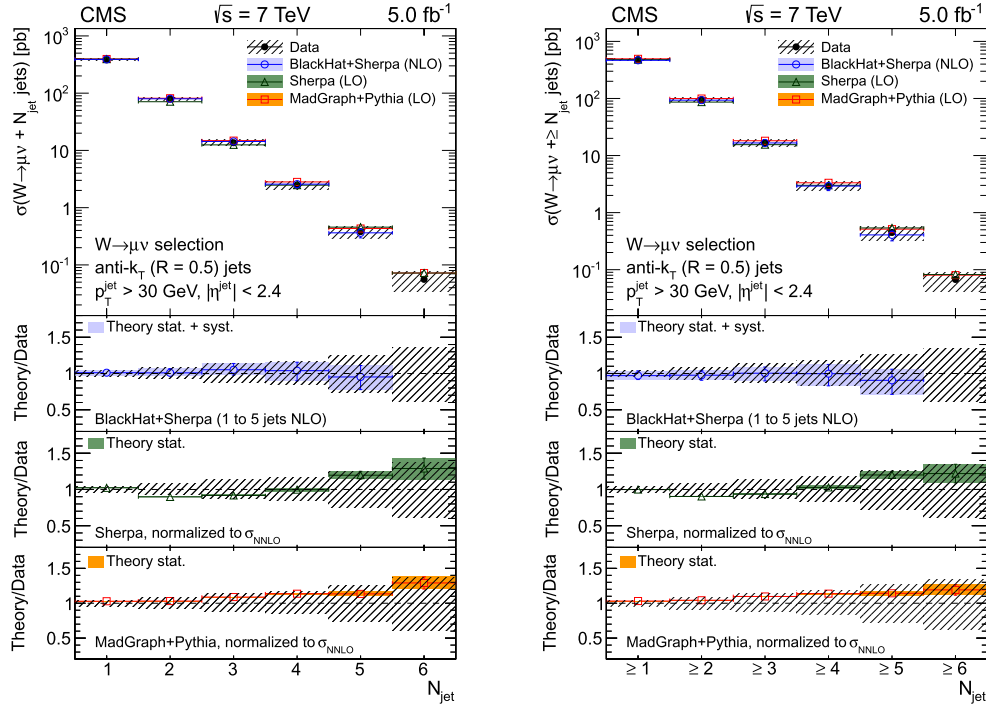 CMS √s = 7 TeV 5.0 fb⁻¹
σ(W→μν + N_jet jets) [pb]
10³
10²
10
1
10⁻¹
Data
BlackHat+Sherpa (NLO)
Sherpa (LO)
MadGraph+Pythia (LO)
W→μν selection
anti-k_T (R = 0.5) jets
p_T^jet > 30 GeV, |η^jet| < 2.4
Theory/Data
1.5
1
0.5
Theory stat. + syst.
BlackHat+Sherpa (1 to 5 jets NLO)
Theory/Data
1.5
1
0.5
Theory stat.
Sherpa, normalized to σ_NNLO
Theory/Data
1.5
1
0.5
Theory stat.
MadGraph+Pythia, normalized to σ_NNLO
1 2 3 4 5 6
N_jet
CMS √s = 7 TeV 5.0 fb⁻¹
σ(W→μν +≥ N_jet jets) [pb]
10³
10²
10
1
10⁻¹
Data
BlackHat+Sherpa (NLO)
Sherpa (LO)
MadGraph+Pythia (LO)
W→μν selection
anti-k_T (R = 0.5) jets
p_T^jet > 30 GeV, |η^jet| < 2.4
Theory/Data
1.5
1
0.5
Theory stat. + syst.
BlackHat+Sherpa (1 to 5 jets NLO)
Theory/Data
1.5
1
0.5
Theory stat.
Sherpa, normalized to σ_NNLO
Theory/Data
1.5
1
0.5
Theory stat.
MadGraph+Pythia, normalized to σ_NNLO
≥ 1 ≥ 2 ≥ 3 ≥ 4 ≥ 5 ≥ 6
N_jet